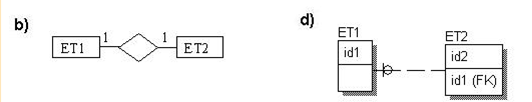 b)
ET1 1 1 ET2
d)
ET1
id1
ET2
id2
id1 (FK)